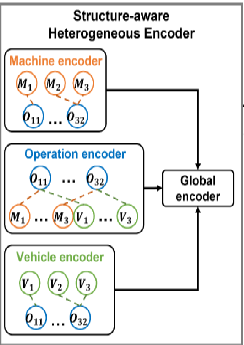 Structure-aware
Heterogeneous Encoder
Machine encoder
M1 M2 M3
O11 ... O32
Operation encoder
O11 ... O32
M1 ... M3 V1 ... V3
Vehicle encoder
V1 V2 V3
O11 ... O32
Global
encoder